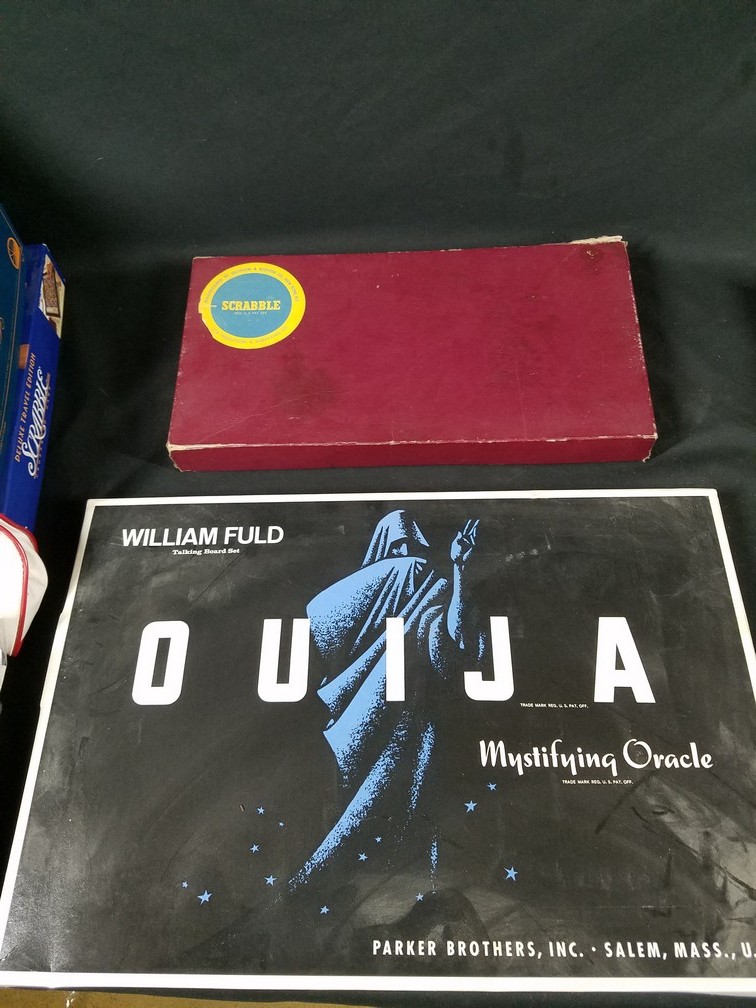 SCRABBLE
DELUXE TRAVEL EDITION
SCRABBLE
WILLIAM FULD
Talking Board Set
OUIJA
TRADE MARK REG. U. S. PAT. OFF.
Mystifying Oracle
TRADE MARK REG. U. S. PAT. OFF.
PARKER BROTHERS, INC. · SALEM, MASS., U.